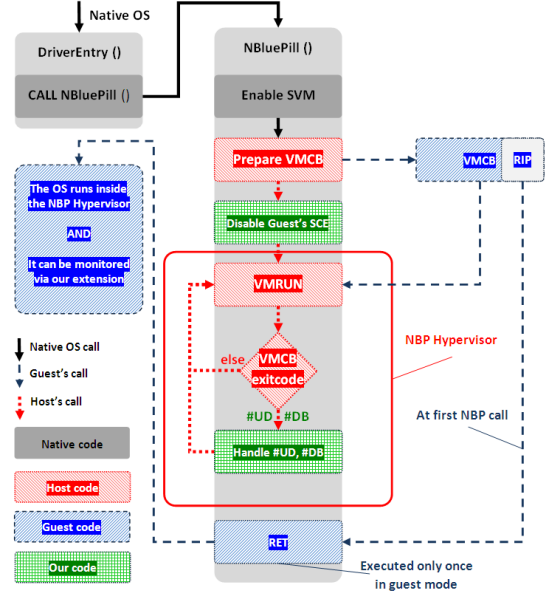 Native OS
DriverEntry ()
CALL NBluePill ()
NBluePill ()
Enable SVM
Prepare VMCB
VMCB
RIP
The OS runs inside
the NBP Hypervisor
AND
It can be monitored
via our extension
Disable Guest's SCE
VMRUN
NBP Hypervisor
else
VMCB
exitcode
#UD
#DB
Handle #UD, #DB
At first NBP call
Native OS call
Guest's call
Host's call
Native code
Host code
Guest code
Our code
RET
Executed only once
in guest mode